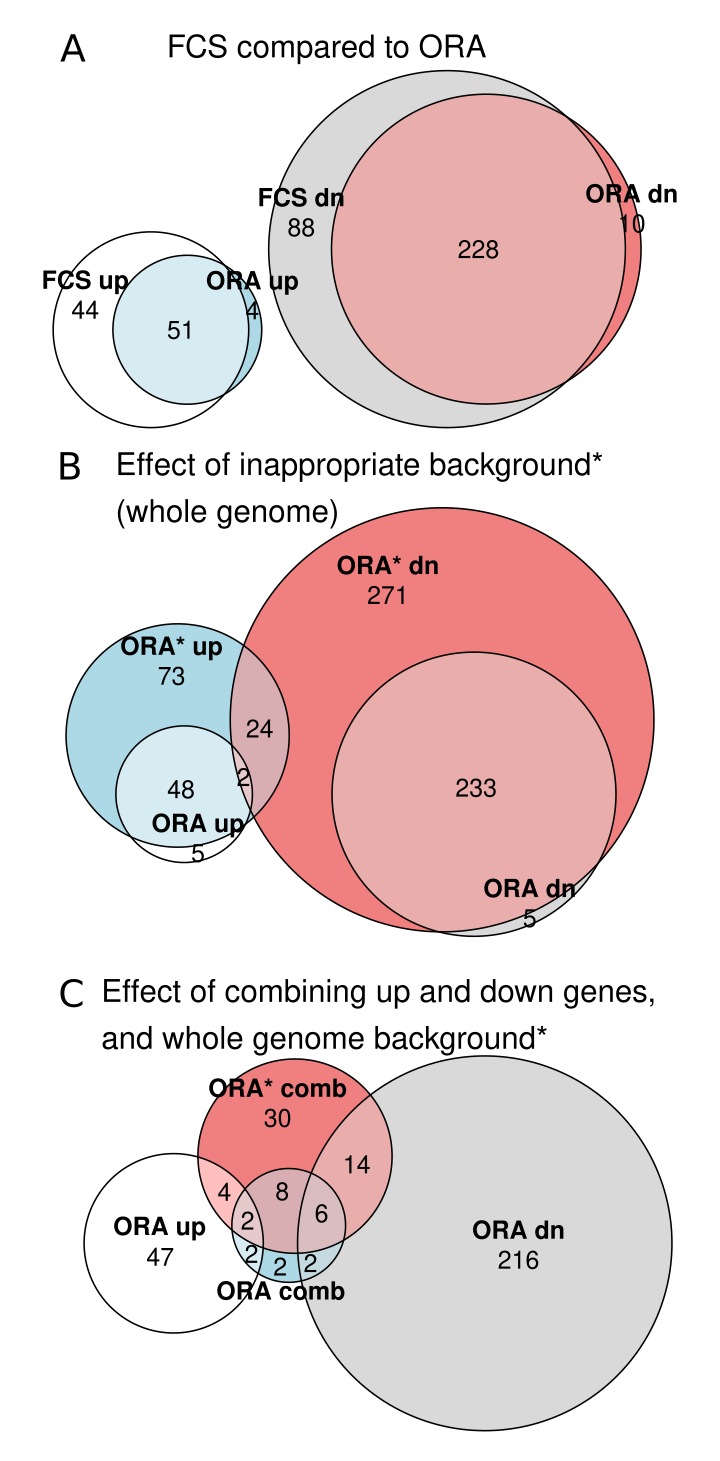 A FCS compared to ORA
FCS dn
88
ORA dn
10
228
FCS up
44
ORA up
4
51
B Effect of inappropriate background*
(whole genome)
ORA* dn
271
ORA* up
73
24
2
48
233
ORA up
5
ORA dn
5
C Effect of combining up and down genes,
and whole genome background*
ORA* comb
30
14
4
8
2
6
ORA up
47
ORA dn
216
2
2
2
ORA comb